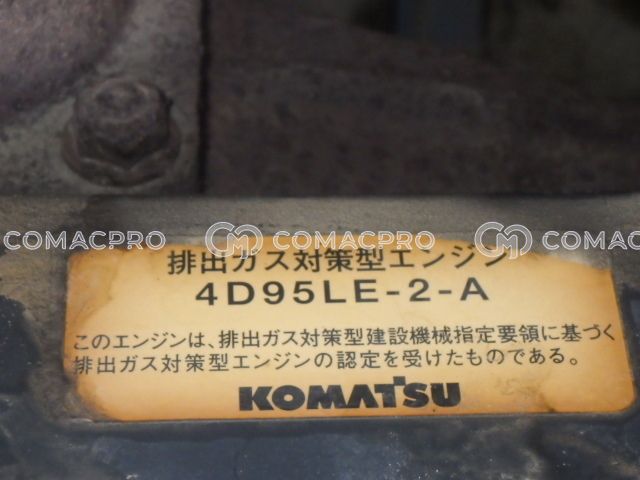 COMACPRO COMACPRO COMACPRO
排出ガス対策型エンジン
4D95LE-2-A
このエンジンは、排出ガス対策型建設機械指定要領に基づく
排出ガス対策型エンジンの認定を受けたものである。
KOMATSU